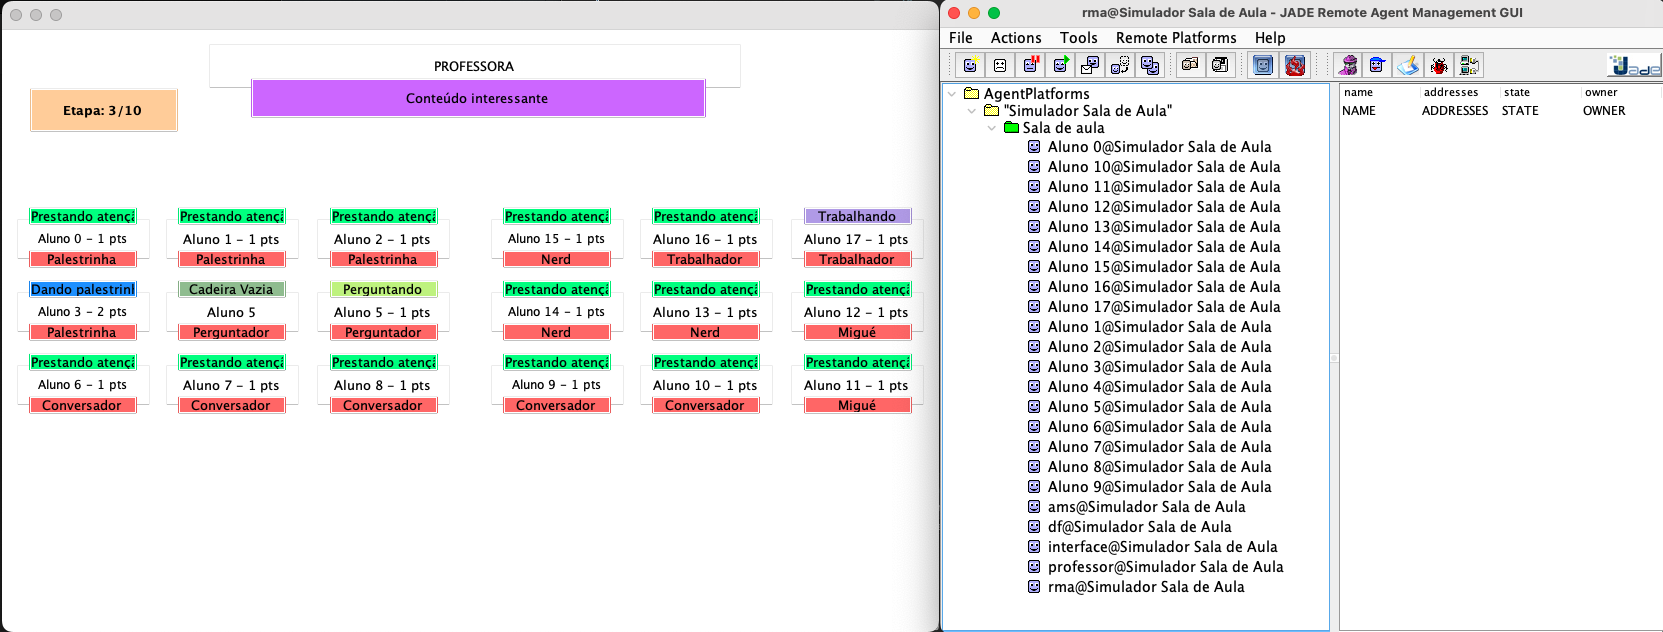 PROFESSORA
Conteúdo interessante
Etapa: 3/10
Prestando atençã Prestando atençã Prestando atençã Prestando atençã Prestando atençã Trabalhando
Aluno 0 - 1 pts Aluno 1 - 1 pts Aluno 2 - 1 pts Aluno 15 - 1 pts Aluno 16 - 1 pts Aluno 17 - 1 pts
Palestrinha Palestrinha Palestrinha Nerd Trabalhador Trabalhador
Dando palestrinh Cadeira Vazia Perguntando Prestando atençã Prestando atençã Prestando atençã
Aluno 3 - 2 pts Aluno 5 Aluno 5 - 1 pts Aluno 14 - 1 pts Aluno 13 - 1 pts Aluno 12 - 1 pts
Palestrinha Perguntador Perguntador Nerd Nerd Migué
Prestando atençã Prestando atençã Prestando atençã Prestando atençã Prestando atençã Prestando atençã
Aluno 6 - 1 pts Aluno 7 - 1 pts Aluno 8 - 1 pts Aluno 9 - 1 pts Aluno 10 - 1 pts Aluno 11 - 1 pts
Conversador Conversador Conversador Conversador Conversador Migué
rma@Simulador Sala de Aula - JADE Remote Agent Management GUI
File Actions Tools Remote Platforms Help
Jade
AgentPlatforms
"Simulador Sala de Aula"
Sala de aula
Aluno 0@Simulador Sala de Aula
Aluno 10@Simulador Sala de Aula
Aluno 11@Simulador Sala de Aula
Aluno 12@Simulador Sala de Aula
Aluno 13@Simulador Sala de Aula
Aluno 14@Simulador Sala de Aula
Aluno 15@Simulador Sala de Aula
Aluno 16@Simulador Sala de Aula
Aluno 17@Simulador Sala de Aula
Aluno 1@Simulador Sala de Aula
Aluno 2@Simulador Sala de Aula
Aluno 3@Simulador Sala de Aula
Aluno 4@Simulador Sala de Aula
Aluno 5@Simulador Sala de Aula
Aluno 6@Simulador Sala de Aula
Aluno 7@Simulador Sala de Aula
Aluno 8@Simulador Sala de Aula
Aluno 9@Simulador Sala de Aula
ams@Simulador Sala de Aula
df@Simulador Sala de Aula
interface@Simulador Sala de Aula
professor@Simulador Sala de Aula
rma@Simulador Sala de Aula
name addresses state owner
NAME ADDRESSES STATE OWNER